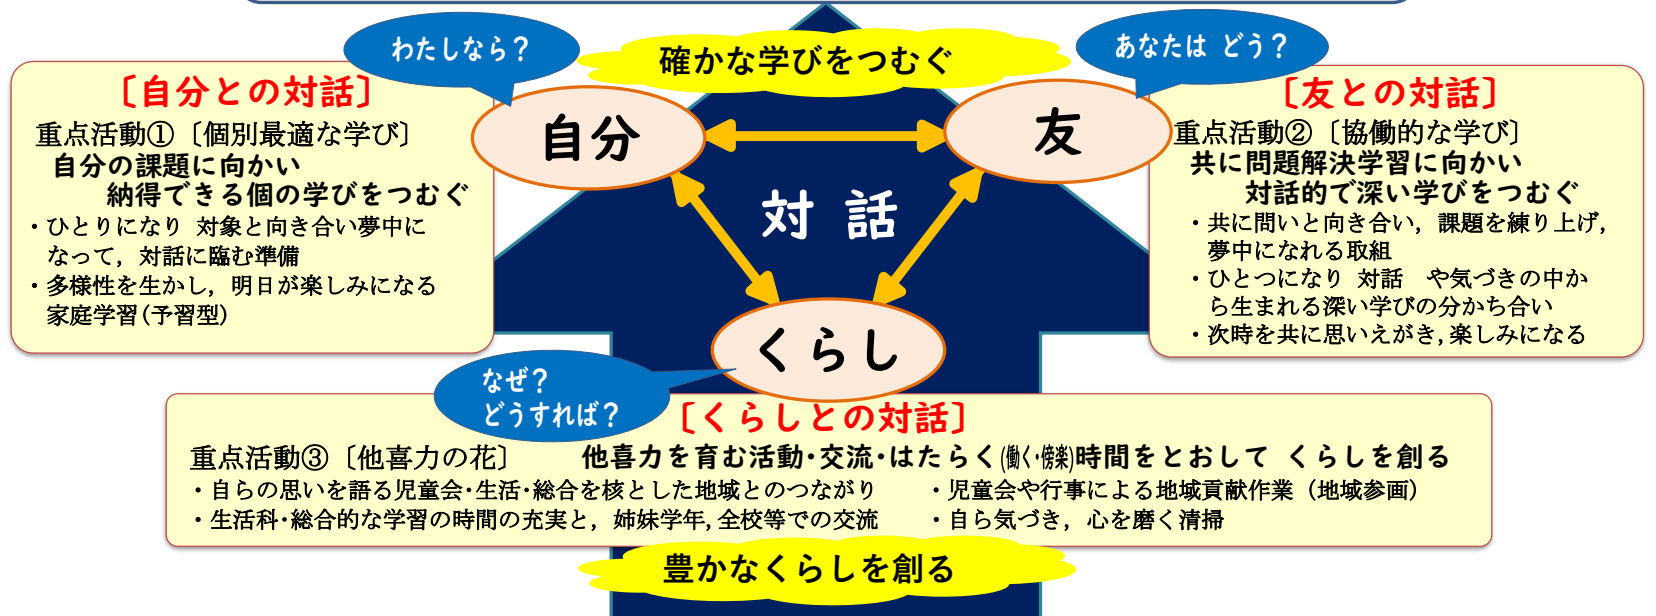 わたしなら？
確かな学びをつむぐ
あなたは どう？
〔自分との対話〕
重点活動①〔個別最適な学び〕
自分の課題に向かい
納得できる個の学びをつむぐ
・ひとりになり 対象と向き合い夢中に
なって，対話に臨む準備
・多様性を生かし，明日が楽しみになる
家庭学習(予習型)
自分
友
対 話
くらし
〔友との対話〕
重点活動②〔協働的な学び〕
共に問題解決学習に向かい
対話的で深い学びをつむぐ
・共に問いと向き合い，課題を練り上げ，
夢中になれる取組
・ひとつになり 対話　や気づきの中か
ら生まれる深い学びの分かち合い
・次時を共に思いえがき,楽しみになる
なぜ？
どうすれば？
〔くらしとの対話〕
重点活動③〔他喜力の花〕　他喜力を育む活動･交流･はたらく(働く･傍楽)時間をとおして くらしを創る
・自らの思いを語る児童会･生活･総合を核とした地域とのつながり　・児童会や行事による地域貢献作業（地域参画）
・生活科･総合的な学習の時間の充実と，姉妹学年,全校等での交流　・自ら気づき，心を磨く清掃
豊かなくらしを創る